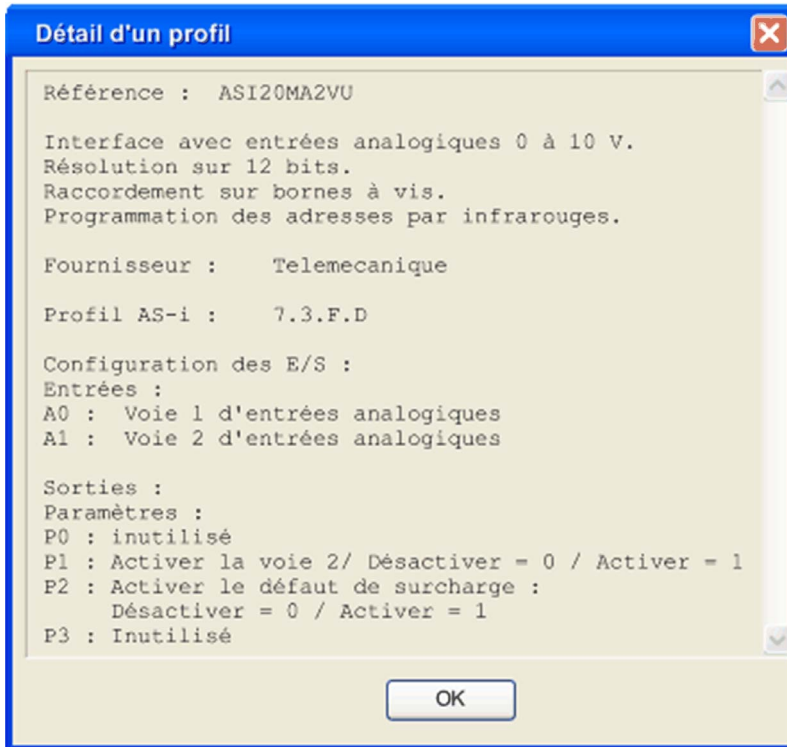 Détail d'un profil
Référence : ASI20MA2VU
Interface avec entrées analogiques 0 à 10 V.
Résolution sur 12 bits.
Raccordement sur bornes à vis.
Programmation des adresses par infrarouges.
Fournisseur : Telemecanique
Profil AS-i : 7.3.F.D
Configuration des E/S :
Entrées :
A0 : Voie 1 d'entrées analogiques
A1 : Voie 2 d'entrées analogiques
Sorties :
Paramètres :
P0 : inutilisé
P1 : Activer la voie 2/ Désactiver = 0 / Activer = 1
P2 : Activer le défaut de surcharge :
Désactiver = 0 / Activer = 1
P3 : Inutilisé
OK